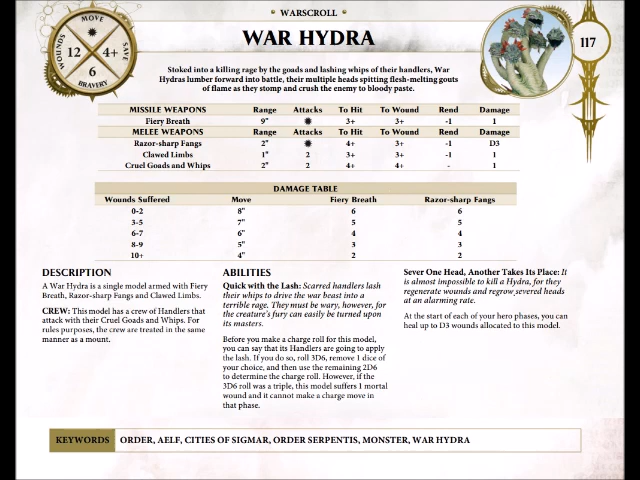 WARSCROLL
WAR HYDRA
117
MOVE
WOUNDS
12
4+
SAVE
6
BRAVERY
Stoked into a killing rage by the goads and lashing whips of their handlers, War
Hydras lumber forward into battle, their multiple heads spitting flesh-melting gouts
of flame as they stomp and crush the enemy to bloody paste.
MISSILE WEAPONS Range Attacks To Hit To Wound Rend Damage
Fiery Breath 9" ✹ 3+ 3+ -1 1
MELEE WEAPONS Range Attacks To Hit To Wound Rend Damage
Razor-sharp Fangs 2" ✹ 4+ 3+ -1 D3
Clawed Limbs 1" 2 3+ 3+ -1 1
Cruel Goads and Whips 2" 2 4+ 4+ - 1
DAMAGE TABLE
Wounds Suffered Move Fiery Breath Razor-sharp Fangs
0-2 8" 6 6
3-5 7" 5 5
6-7 6" 4 4
8-9 5" 3 3
10+ 4" 2 2
DESCRIPTION
A War Hydra is a single model armed with Fiery
Breath, Razor-sharp Fangs and Clawed Limbs.
CREW: This model has a crew of Handlers that
attack with their Cruel Goads and Whips. For
rules purposes, the crew are treated in the same
manner as a mount.
ABILITIES
Quick with the Lash: Scarred handlers lash
their whips to drive the war beast into a
terrible rage. They must be wary, however, for
the creature's fury can easily be turned upon
its masters.
Before you make a charge roll for this model,
you can say that its Handlers are going to apply
the lash. If you do so, roll 3D6, remove 1 dice of
your choice, and then use the remaining 2D6
to determine the charge roll. However, if the
3D6 roll was a triple, this model suffers 1 mortal
wound and it cannot make a charge move in
that phase.
Sever One Head, Another Takes Its Place: It
is almost impossible to kill a Hydra, for they
regenerate wounds and regrow severed heads
at an alarming rate.
At the start of each of your hero phases, you can
heal up to D3 wounds allocated to this model.
KEYWORDS ORDER, AELF, CITIES OF SIGMAR, ORDER SERPENTIS, MONSTER, WAR HYDRA